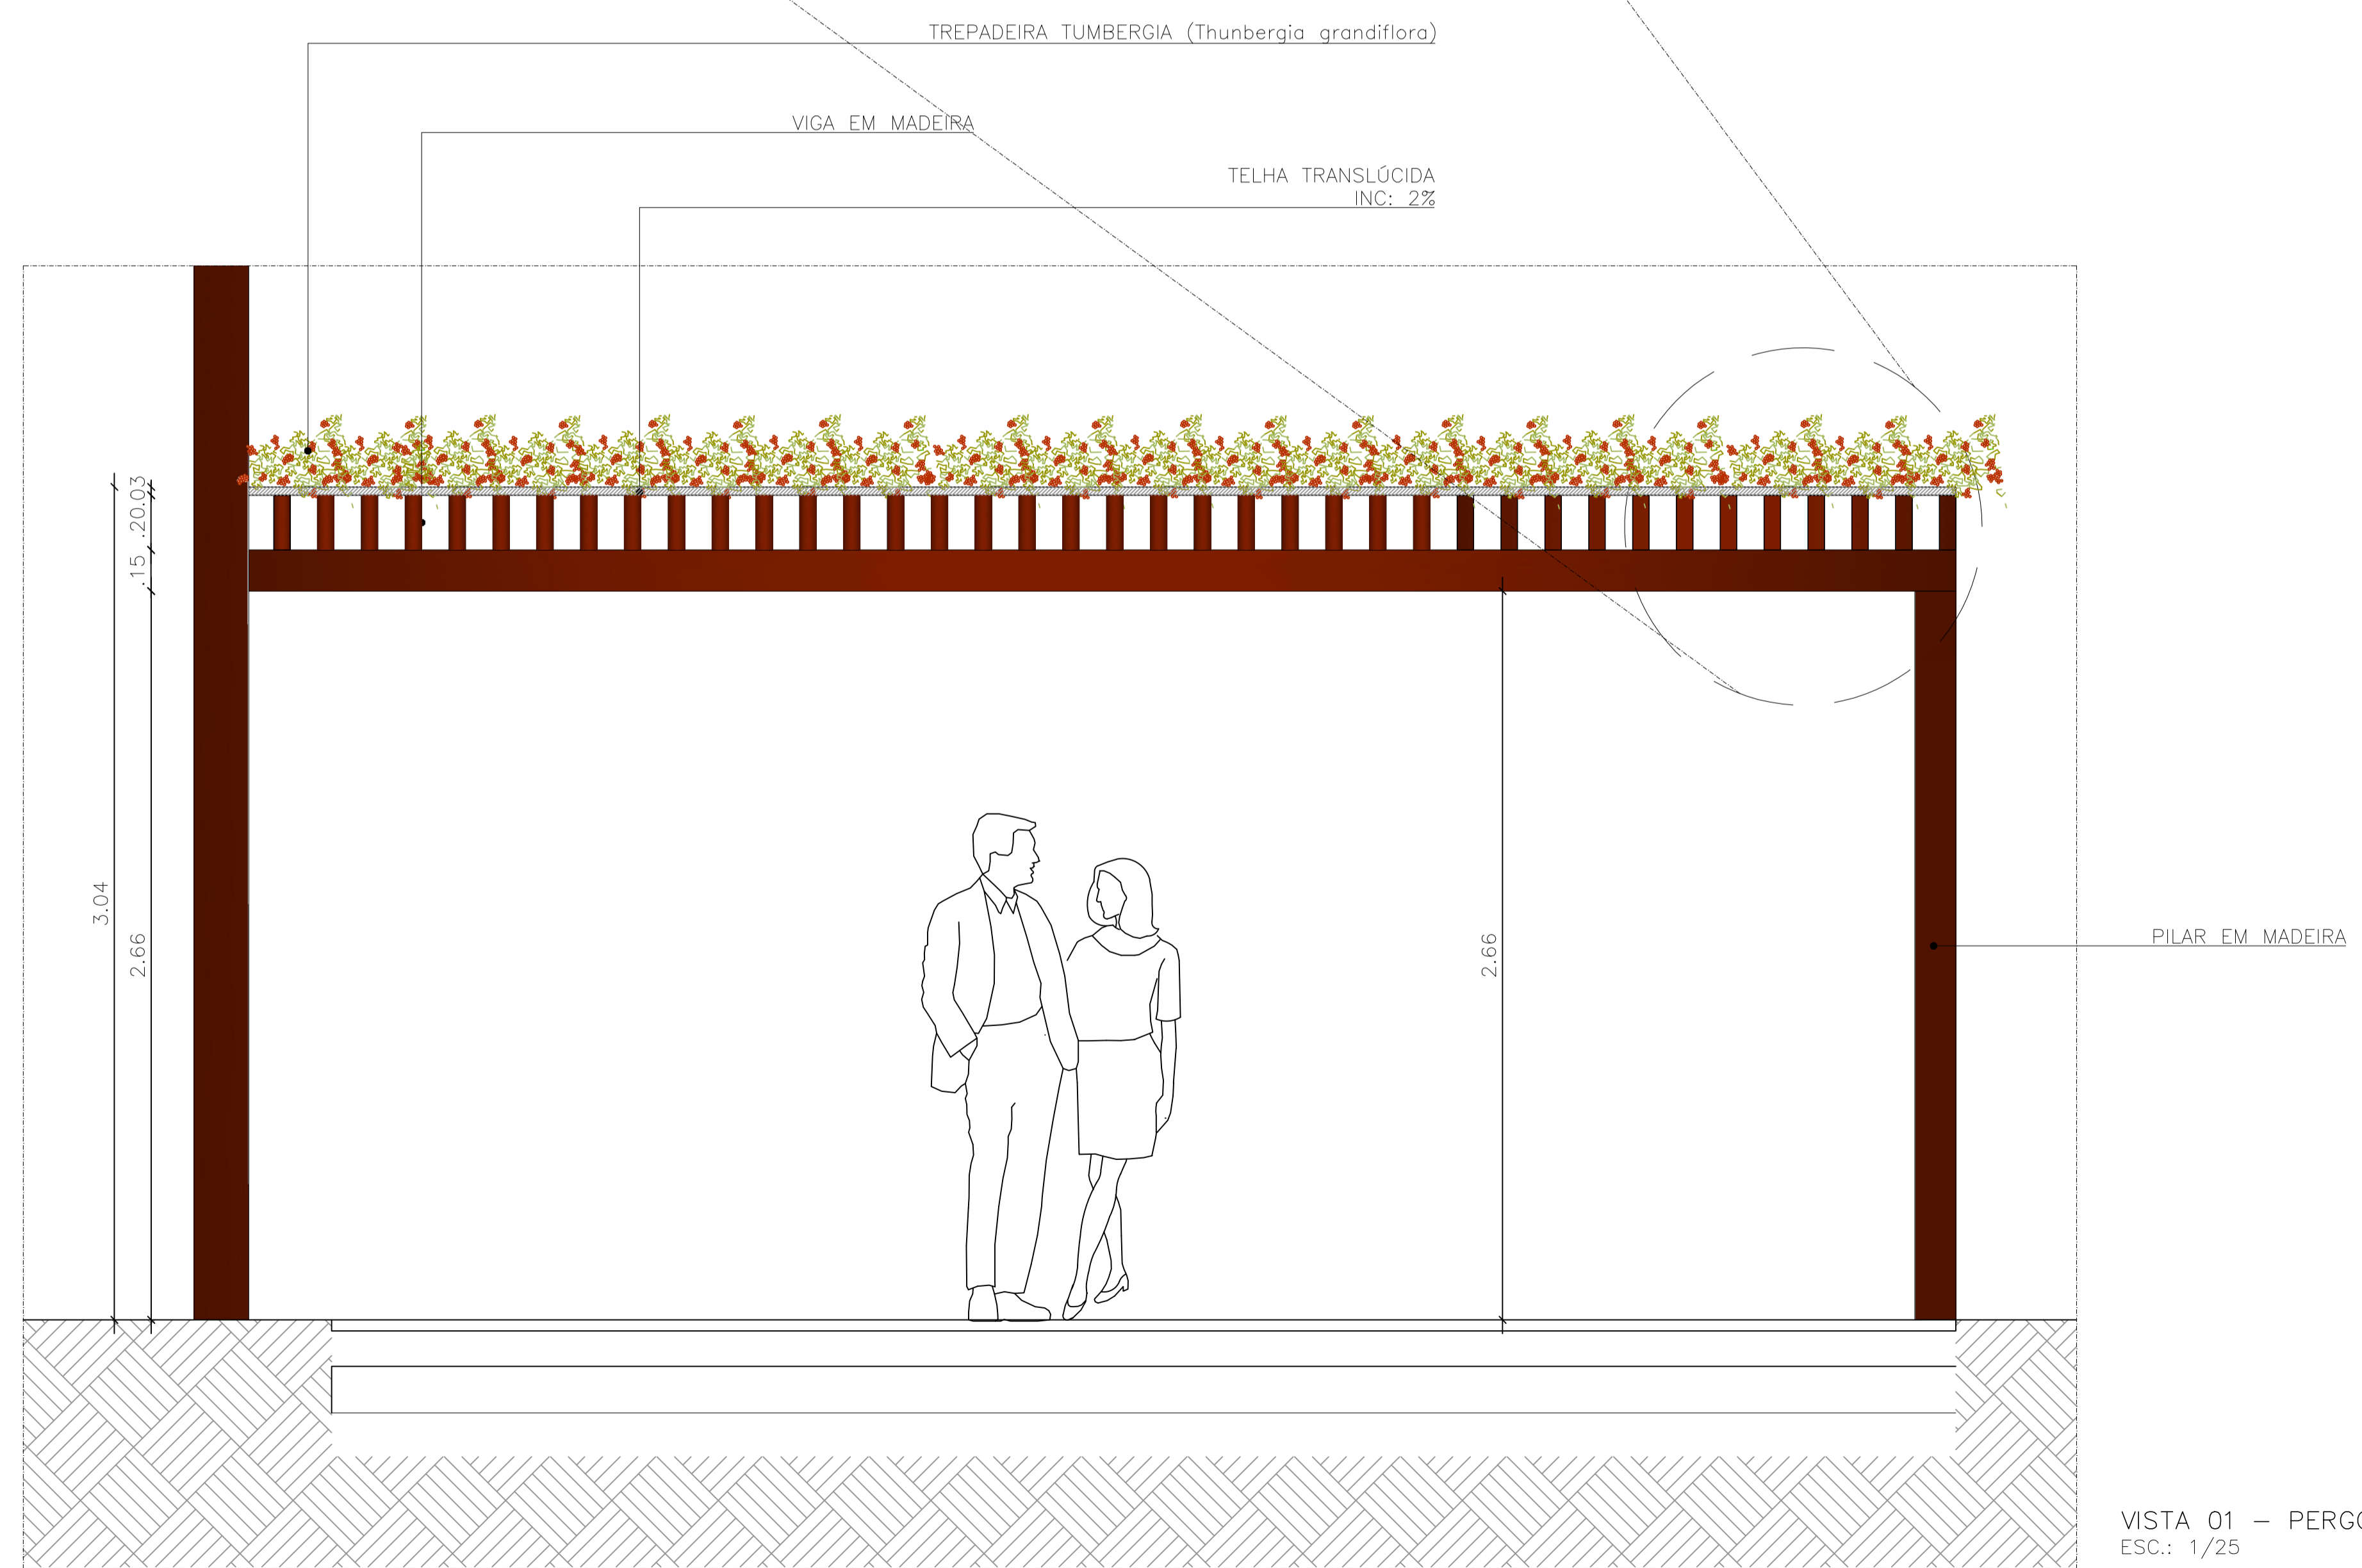 TREPADEIRA TUMBERGIA (Thunbergia grandiflora)
VIGA EM MADEIRA
TELHA TRANSLÚCIDA
INC: 2%
.03
.20
.15
3.04
2.66
2.66
PILAR EM MADEIRA
VISTA 01 –
ESC.: 1/25